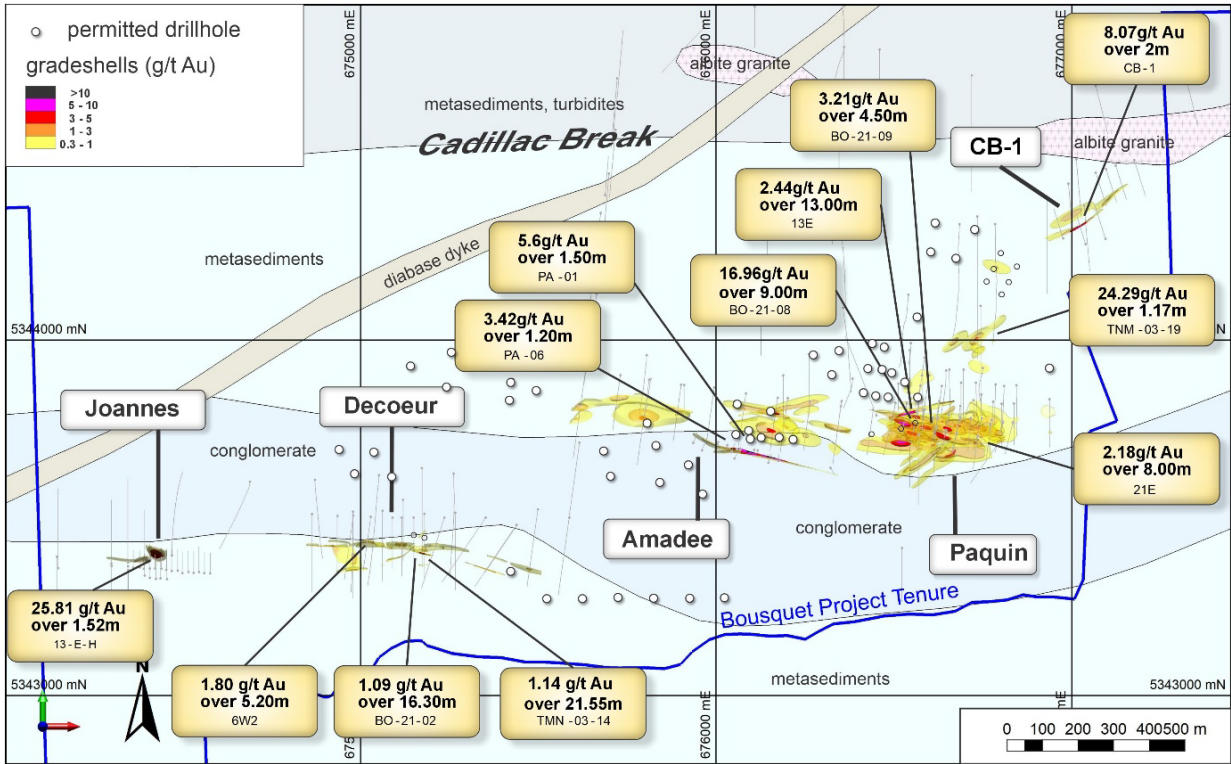 permitted drillhole
gradeshells (g/t Au)
>10
5 - 10
3 - 5
1 - 3
0.3 - 1
675000 mE
676000 mE
677000 mE
8.07g/t Au
over 2m
CB-1
albite granite
metasediments, turbidites
Cadillac Break
3.21g/t Au
over 4.50m
BO-21-09
CB-1
albite granite
2.44g/t Au
over 13.00m
13E
5.6g/t Au
over 1.50m
PA-01
metasediments
diabase dyke
16.96g/t Au
over 9.00m
BO-21-08
24.29g/t Au
over 1.17m
TNM-03-19
3.42g/t Au
over 1.20m
PA-06
5344000 mN
N
Joannes
Decoeur
conglomerate
2.18g/t Au
over 8.00m
21E
conglomerate
Amadee
Paquin
25.81 g/t Au
over 1.52m
13-E-H
Bousquet Project Tenure
N
1.80 g/t Au
over 5.20m
6W2
1.09 g/t Au
over 16.30m
BO-21-02
1.14 g/t Au
over 21.55m
TMN-03-14
metasediments
5343000 mN
5343000 mN
675
676000 mE
0 100 200 300 400500 m